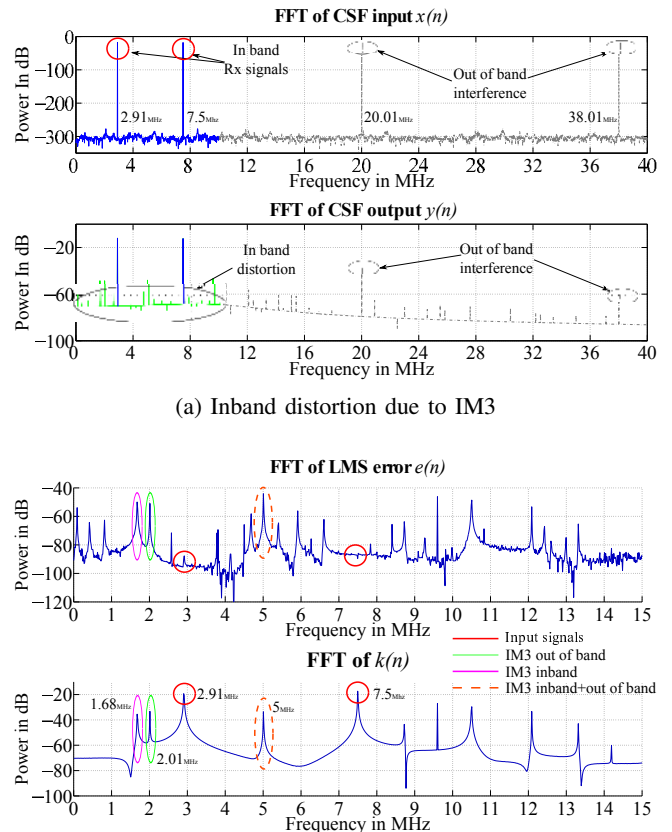 FFT of CSF input x(n)
Power In dB
0
−100
−200
−300
In band
Rx signals
Out of band
interference
2.91MHz
7.5MHz
20.01MHz
38.01MHz
0 4 8 12 16 20 24 28 32 36 40
Frequency in MHz
FFT of CSF output y(n)
Power In dB
−20
−60
−100
In band
distortion
Out of band
interference
0 4 8 12 16 20 24 28 32 36 40
Frequency in MHz
(a) Inband distortion due to IM3
FFT of LMS error e(n)
Power in dB
−40
−60
−80
−100
−120
0 1 2 3 4 5 6 7 8 9 10 11 12 13 14 15
Frequency in MHz
Input signals
IM3 out of band
IM3 inband
IM3 inband+out of band
FFT of k(n)
Power in dB
−20
−40
−60
−80
−100
1.68MHz
2.01MHz
2.91MHz
5MHz
7.5MHz
0 1 2 3 4 5 6 7 8 9 10 11 12 13 14 15
Frequency in MHz